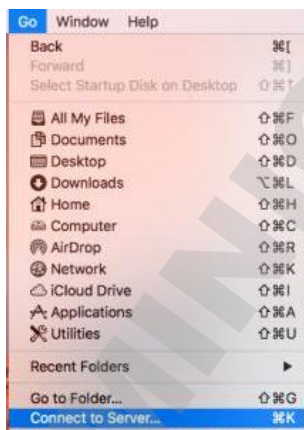 Go Window Help
Back ⌘[
Forward ⌘]
Select Startup Disk on Desktop ⇧⌘↑
All My Files ⇧⌘F
Documents ⇧⌘O
Desktop ⇧⌘D
Downloads ⌥⌘L
Home ⇧⌘H
Computer ⇧⌘C
AirDrop ⇧⌘R
Network ⇧⌘K
iCloud Drive ⇧⌘I
Applications ⇧⌘A
Utilities ⇧⌘U
Recent Folders ▶
Go to Folder... ⇧⌘G
Connect to Server... ⌘K